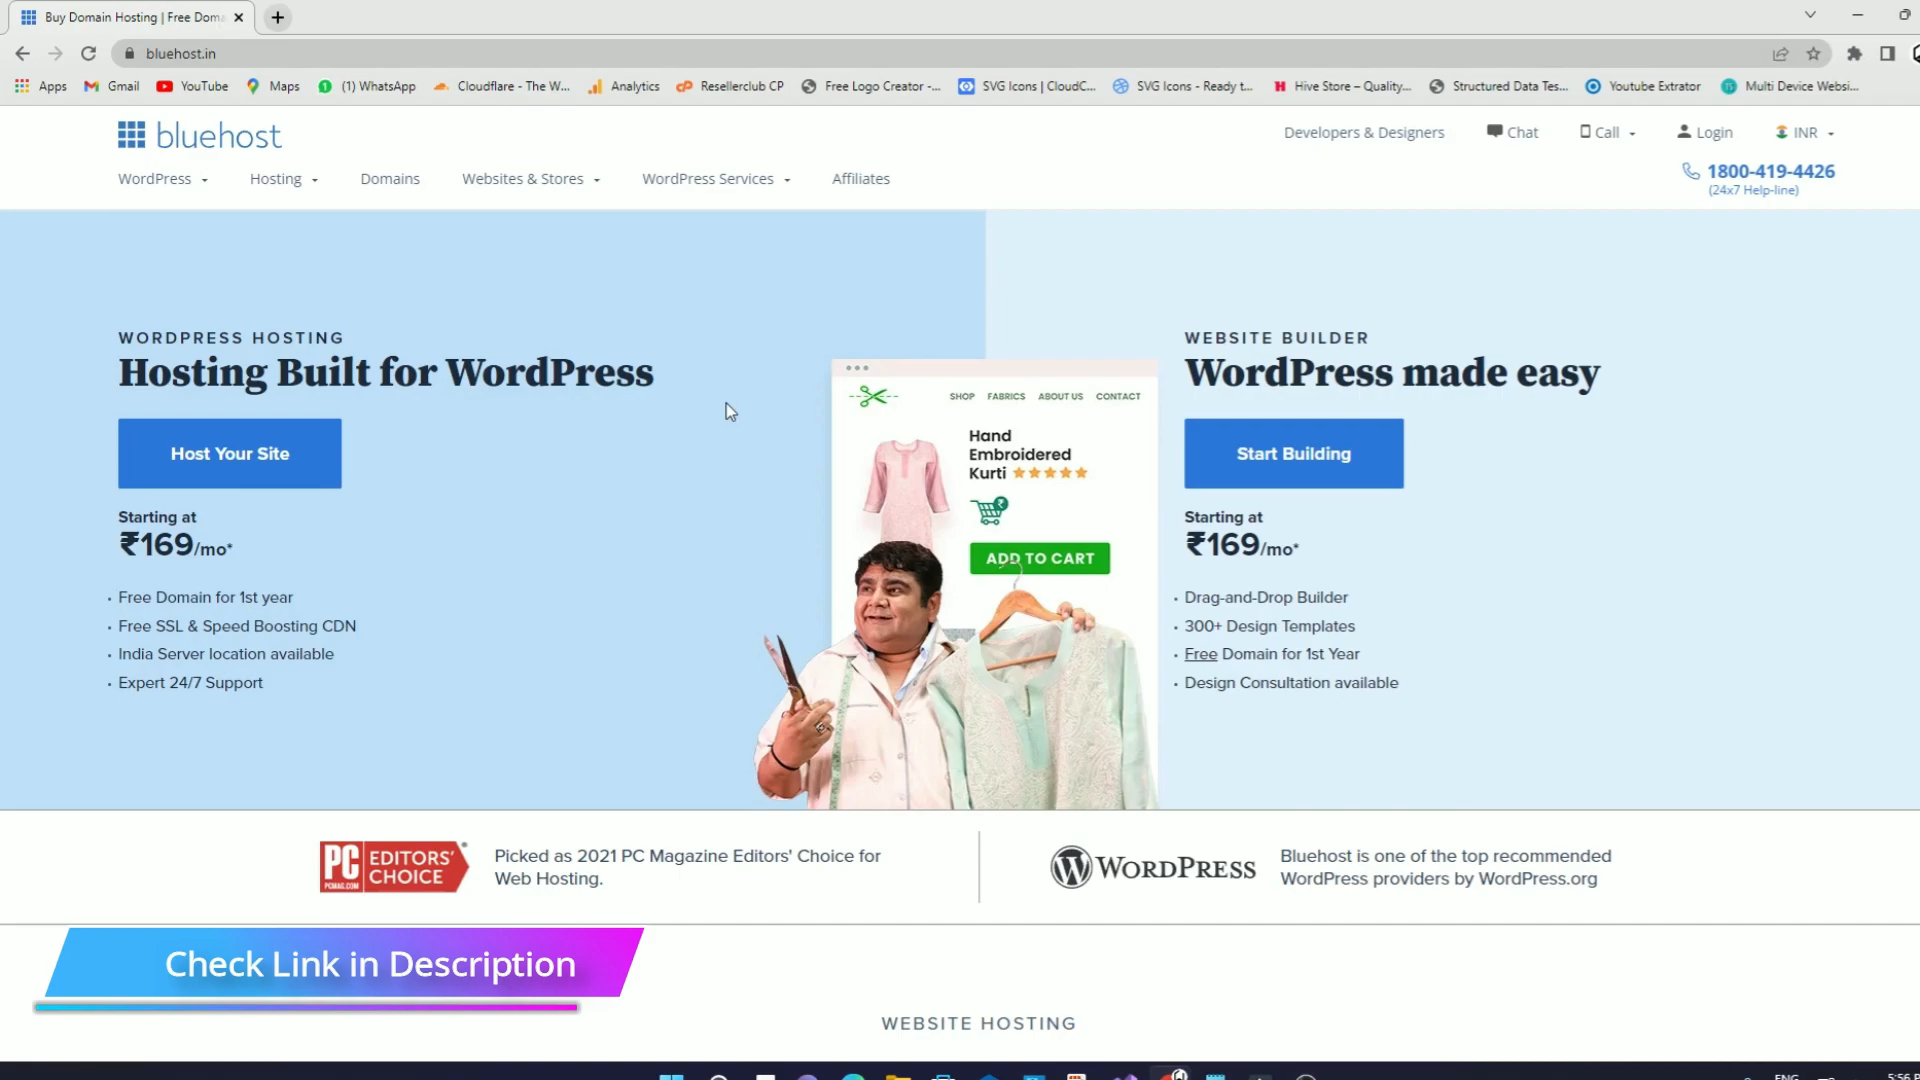 Buy Domain Hosting | Free Doma
bluehost.in
Apps Gmail YouTube Maps (1) WhatsApp Cloudflare - The W... Analytics Resellerclub CP Free Logo Creator -... SVG Icons | CloudC... SVG Icons - Ready t... Hive Store – Quality,... Structured Data Tes... Youtube Extrator Multi Device Websi...
bluehost
Developers & Designers Chat Call Login INR
WordPress Hosting Domains Websites & Stores WordPress Services Affiliates
1800-419-4426
(24x7 Help-line)
WORDPRESS HOSTING
Hosting Built for WordPress
Host Your Site
Starting at
₹169/mo*
· Free Domain for 1st year
· Free SSL & Speed Boosting CDN
· India Server location available
· Expert 24/7 Support
SHOP FABRICS ABOUT US CONTACT
Hand
Embroidered
Kurti
₹
ADD TO CART
WEBSITE BUILDER
WordPress made easy
Start Building
Starting at
₹169/mo*
· Drag-and-Drop Builder
· 300+ Design Templates
· Free Domain for 1st Year
· Design Consultation available
PC
PCMAG.COM
EDITORS'
CHOICE
Picked as 2021 PC Magazine Editors' Choice for
Web Hosting.
WORDPRESS
Bluehost is one of the top recommended
WordPress providers by WordPress.org
Check Link in Description
WEBSITE HOSTING
ENG
5:56 P